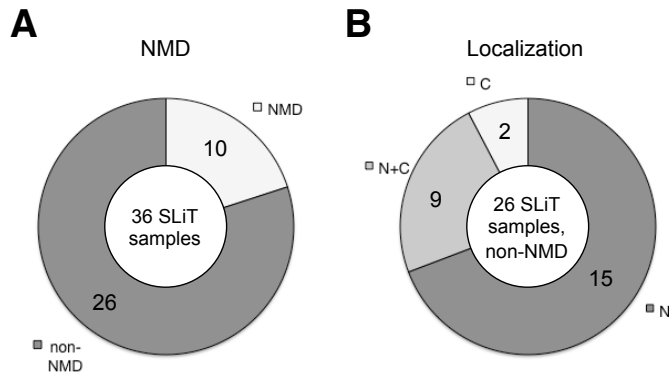 A
NMD
NMD
10
36 SLiT
samples
26
non-
NMD
B
Localization
C
2
N+C
9
26 SLiT
samples,
non-NMD
15
N